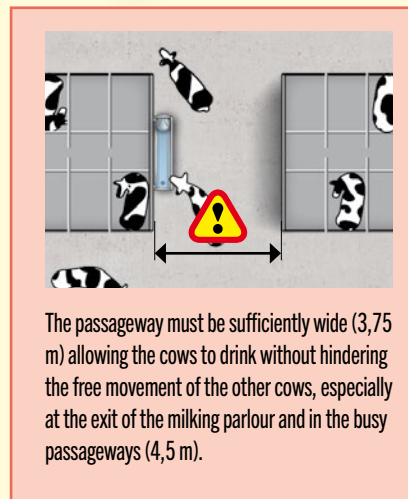 The passageway must be sufficiently wide (3,75
m) allowing the cows to drink without hindering
the free movement of the other cows, especially
at the exit of the milking parlour and in the busy
passageways (4,5 m).